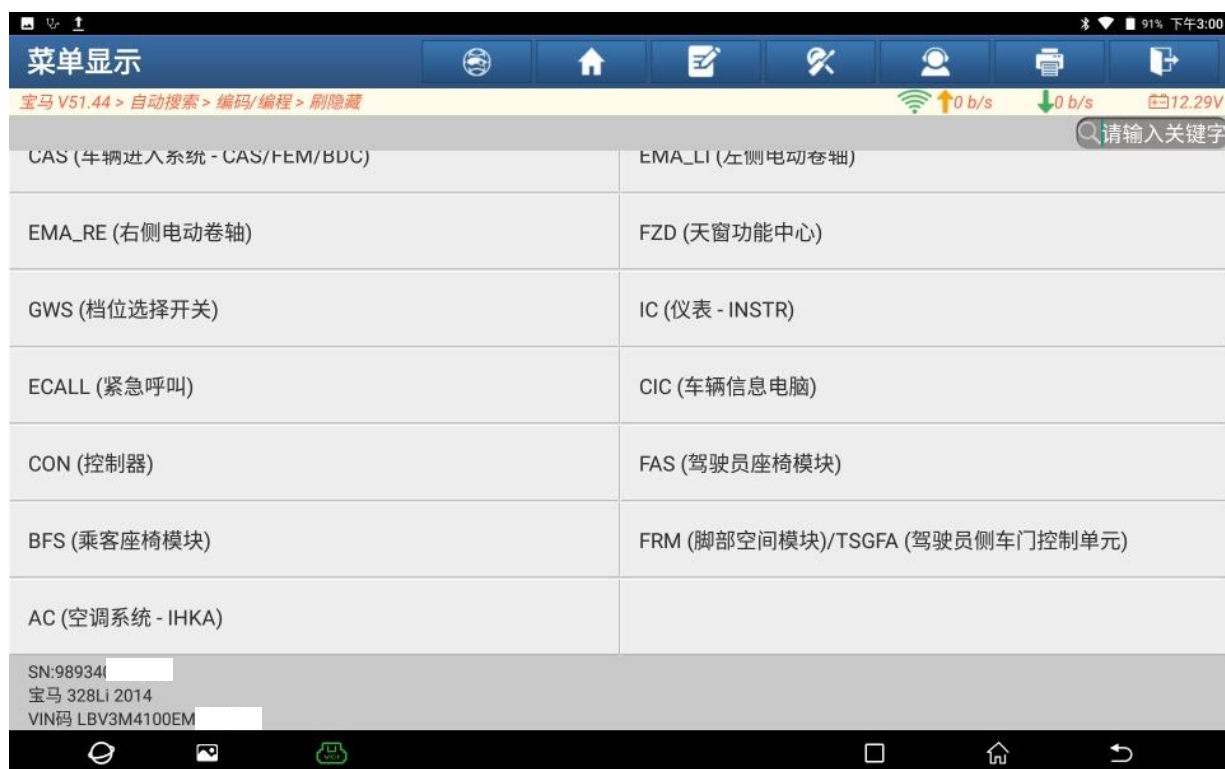 91% 下午3:00
菜单显示
宝马 V51.44 > 自动搜索 > 编码/编程 > 刷隐藏
0 b/s
0 b/s
12.29V
请输入关键字
CAS (车辆进入系统 - CAS/FEM/BDC)
EMA_LI (左侧电动卷轴)
EMA_RE (右侧电动卷轴)
FZD (天窗功能中心)
GWS (档位选择开关)
IC (仪表 - INSTR)
ECALL (紧急呼叫)
CIC (车辆信息电脑)
CON (控制器)
FAS (驾驶员座椅模块)
BFS (乘客座椅模块)
FRM (脚部空间模块)/TSGFA (驾驶员侧车门控制单元)
AC (空调系统 - IHKA)
SN:98934
宝马 328Li 2014
VIN码 LBV3M4100EM
VCI